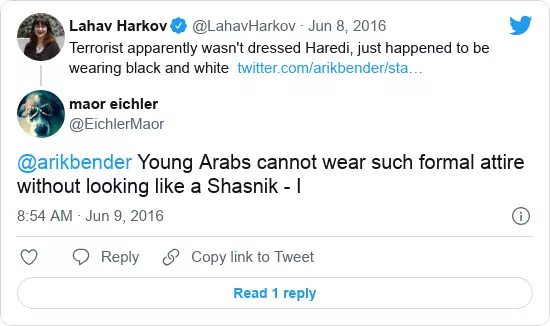 Lahav Harkov @LahavHarkov · Jun 8, 2016
Terrorist apparently wasn't dressed Haredi, just happened to be
wearing black and white twitter.com/arikbender/sta…
maor eichler
@EichlerMaor
@arikbender Young Arabs cannot wear such formal attire
without looking like a Shasnik - I
8:54 AM · Jun 9, 2016
Reply Copy link to Tweet
Read 1 reply